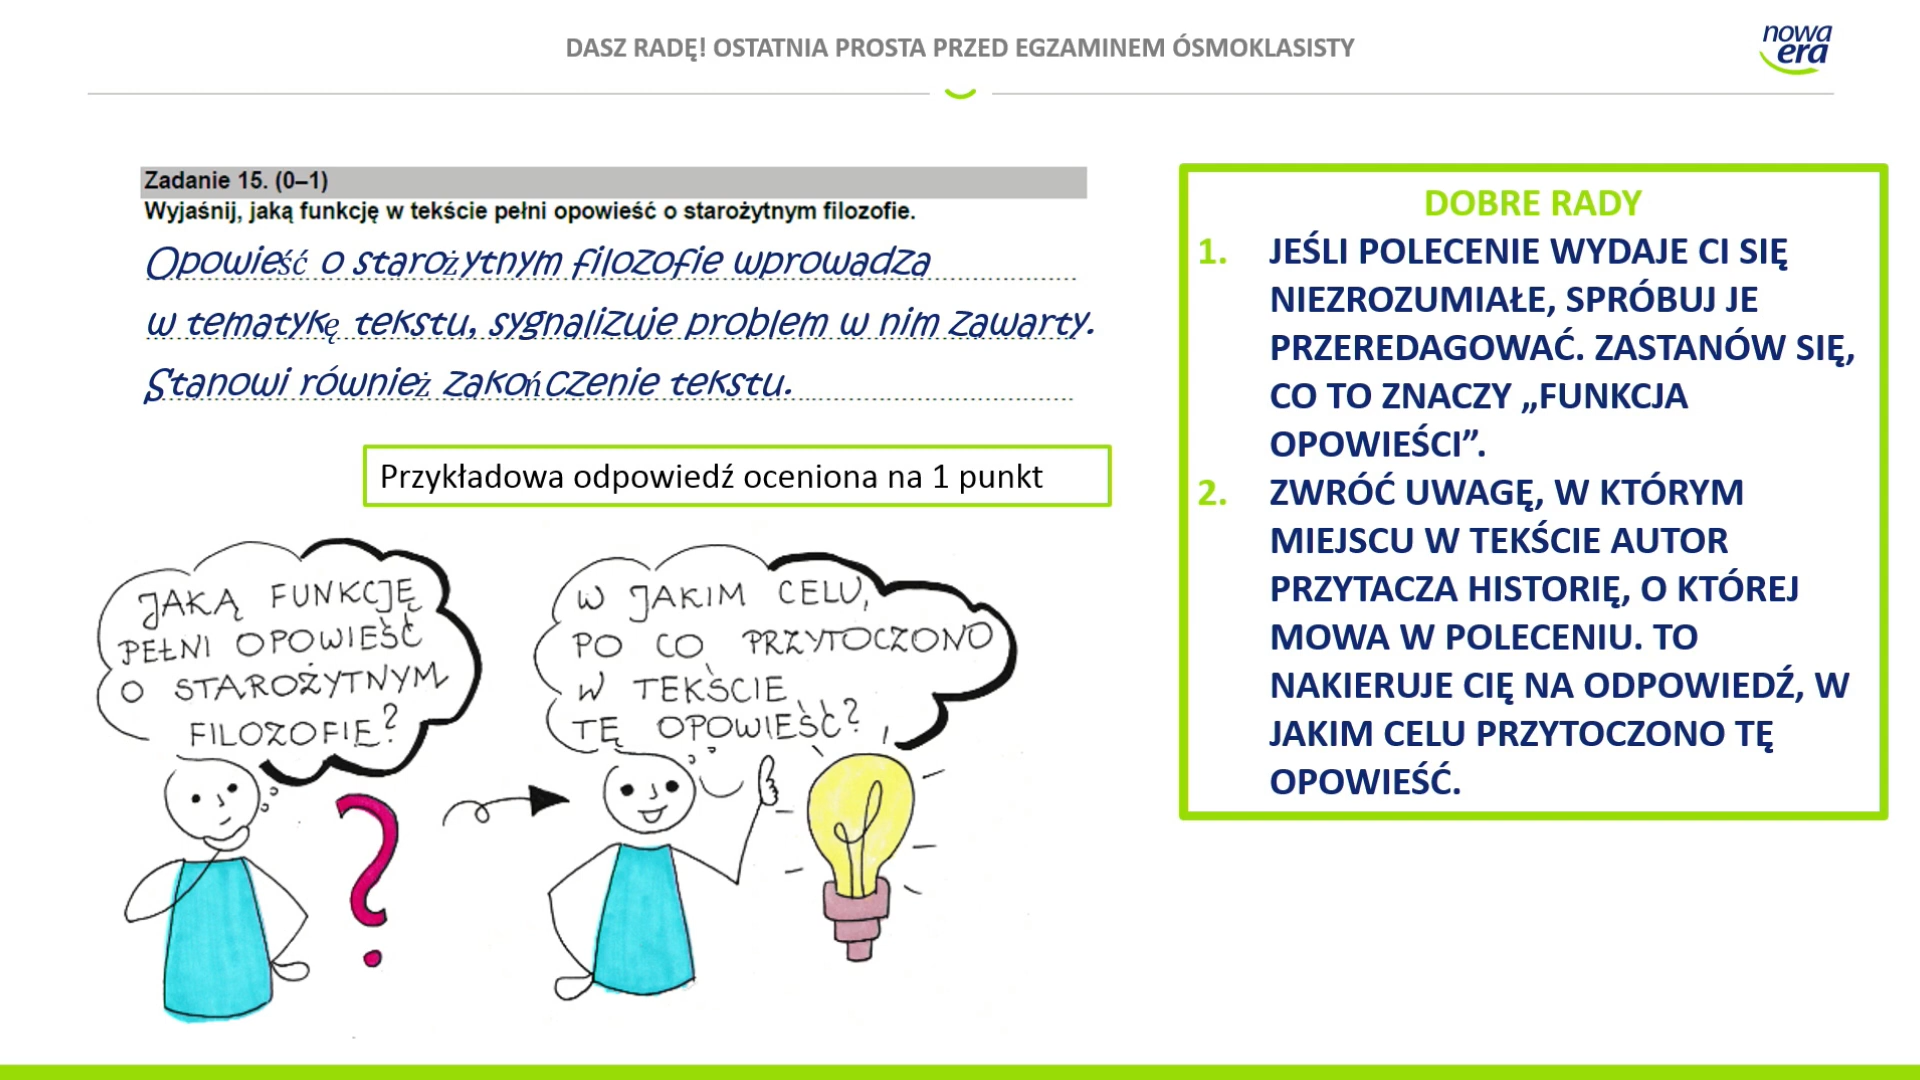 DASZ RADĘ! OSTATNIA PROSTA PRZED EGZAMINEM ÓSMOKLASISTY
nowa
era
Zadanie 15. (0–1)
Wyjaśnij, jaką funkcję w tekście pełni opowieść o starożytnym filozofie.
Opowieść o starożytnym filozofie wprowadza
w tematykę tekstu, sygnalizuje problem w nim zawarty.
Stanowi również zakończenie tekstu.
Przykładowa odpowiedź oceniona na 1 punkt
JAKĄ FUNKCJĘ
PEŁNI OPOWIEŚĆ
O STAROŻYTNYM
FILOZOFIE?
W JAKIM CELU,
PO CO PRZYTOCZONO
W TEKŚCIE
TĘ OPOWIEŚĆ?
DOBRE RADY
1. JEŚLI POLECENIE WYDAJE CI SIĘ
NIEZROZUMIAŁE, SPRÓBUJ JE
PRZEREDAGOWAĆ. ZASTANÓW SIĘ,
CO TO ZNACZY „FUNKCJA
OPOWIEŚCI”.
2. ZWRÓĆ UWAGĘ, W KTÓRYM
MIEJSCU W TEKŚCIE AUTOR
PRZYTACZA HISTORIĘ, O KTÓREJ
MOWA W POLECENIU. TO
NAKIERUJE CIĘ NA ODPOWIEDŹ, W
JAKIM CELU PRZYTOCZONO TĘ
OPOWIEŚĆ.